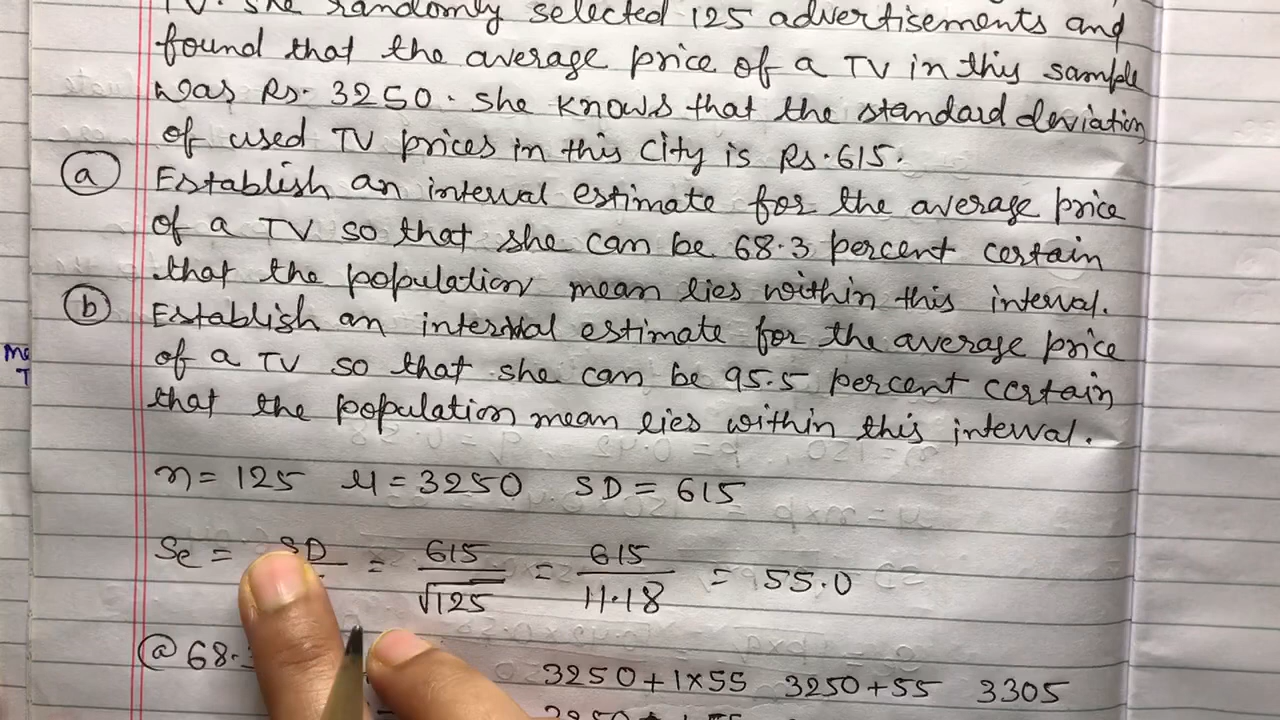 TV. She randomly selected 125 advertisements and
found that the average price of a TV in this sample
was Rs. 3250. She knows that the standard deviation
of used TV prices in this city is Rs. 615.
(a) Establish an interval estimate for the average price
of a TV so that she can be 68.3 percent certain
that the population mean lies within this interval.
(b) Establish an interval estimate for the average price
of a TV so that she can be 95.5 percent certain
that the population mean lies within this interval.
n = 125 μ = 3250 SD = 615
Se = SD = 615/√125 = 615/11.18 = 55.0
(a) 68. 3250 + 1×55 3250 + 55 3305